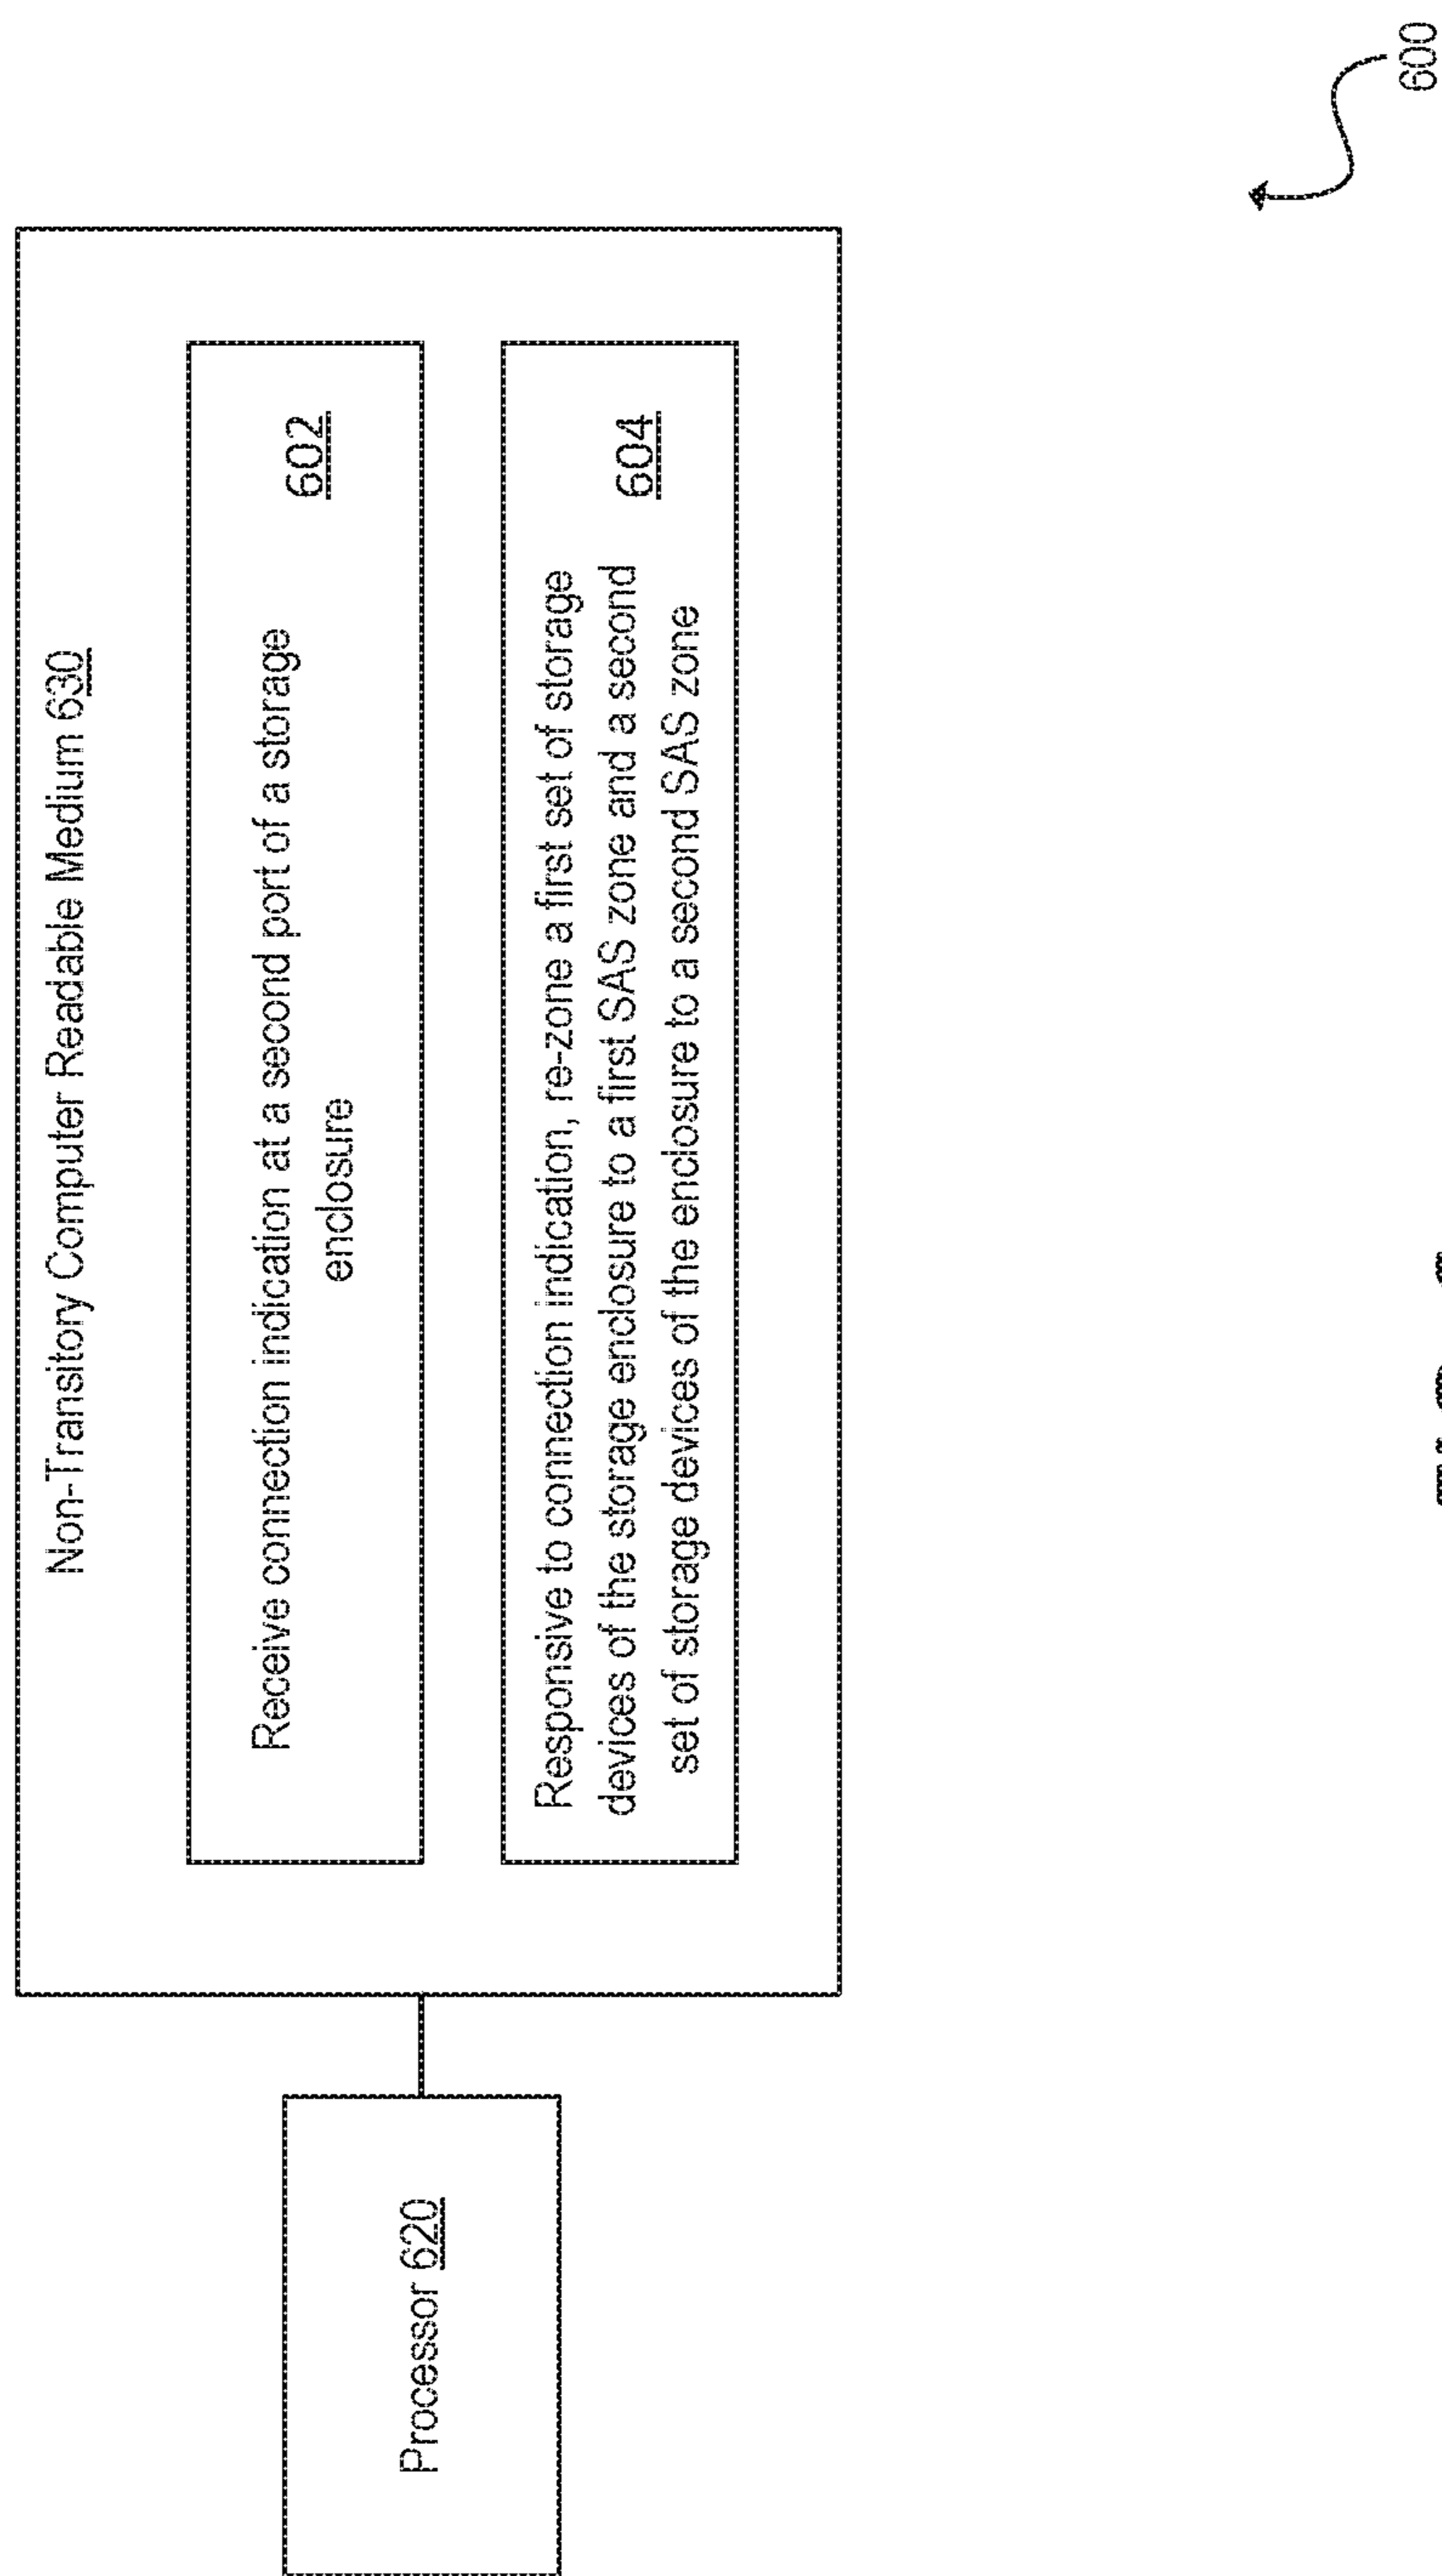 Non-Transitory Computer Readable Medium 630
Receive connection indication at a second port of a storage
enclosure
602
Responsive to connection indication, re-zone a first set of storage
devices of the storage enclosure to a first SAS zone and a second
set of storage devices of the enclosure to a second SAS zone
604
Processor 620
600